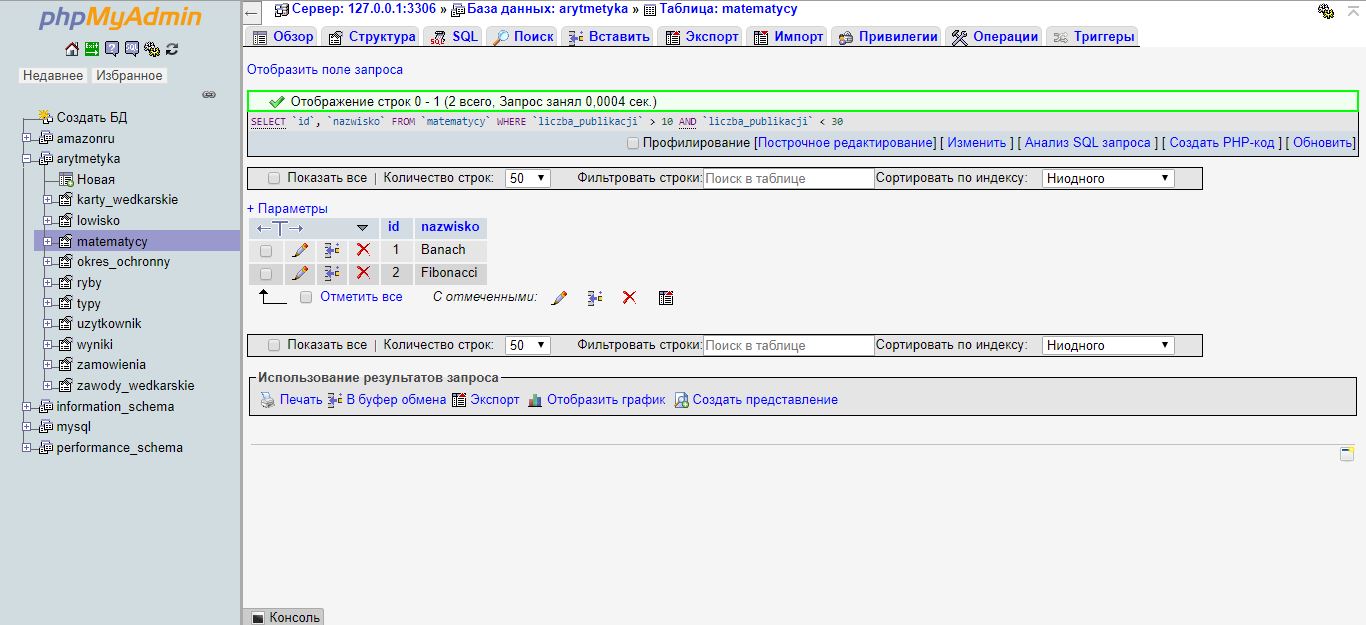 phpMyAdmin
Недавнее Избранное
Создать БД
amazonru
arytmetyka
Новая
karty_wedkarskie
lowisko
matematycy
okres_ochronny
ryby
typy
uzytkownik
wyniki
zamowienia
zawody_wedkarskie
information_schema
mysql
performance_schema
Сервер: 127.0.0.1:3306 » База данных: arytmetyka » Таблица: matematycy
Обзор Структура SQL Поиск Вставить Экспорт Импорт Привилегии Операции Триггеры
Отобразить поле запроса
Отображение строк 0 - 1 (2 всего, Запрос занял 0,0004 сек.)
SELECT `id`, `nazwisko` FROM `matematycy` WHERE `liczba_publikacji` > 10 AND `liczba_publikacji` < 30
Профилирование [Построчное редактирование] [ Изменить ] [ Анализ SQL запроса ] [ Создать PHP-код ] [ Обновить]
Показать все | Количество строк: 50 Фильтровать строки: Поиск в таблице Сортировать по индексу: Ниодного
+ Параметры
←T→ id nazwisko
1 Banach
2 Fibonacci
Отметить все С отмеченными:
Показать все | Количество строк: 50 Фильтровать строки: Поиск в таблице Сортировать по индексу: Ниодного
Использование результатов запроса
Печать В буфер обмена Экспорт Отобразить график Создать представление
Консоль